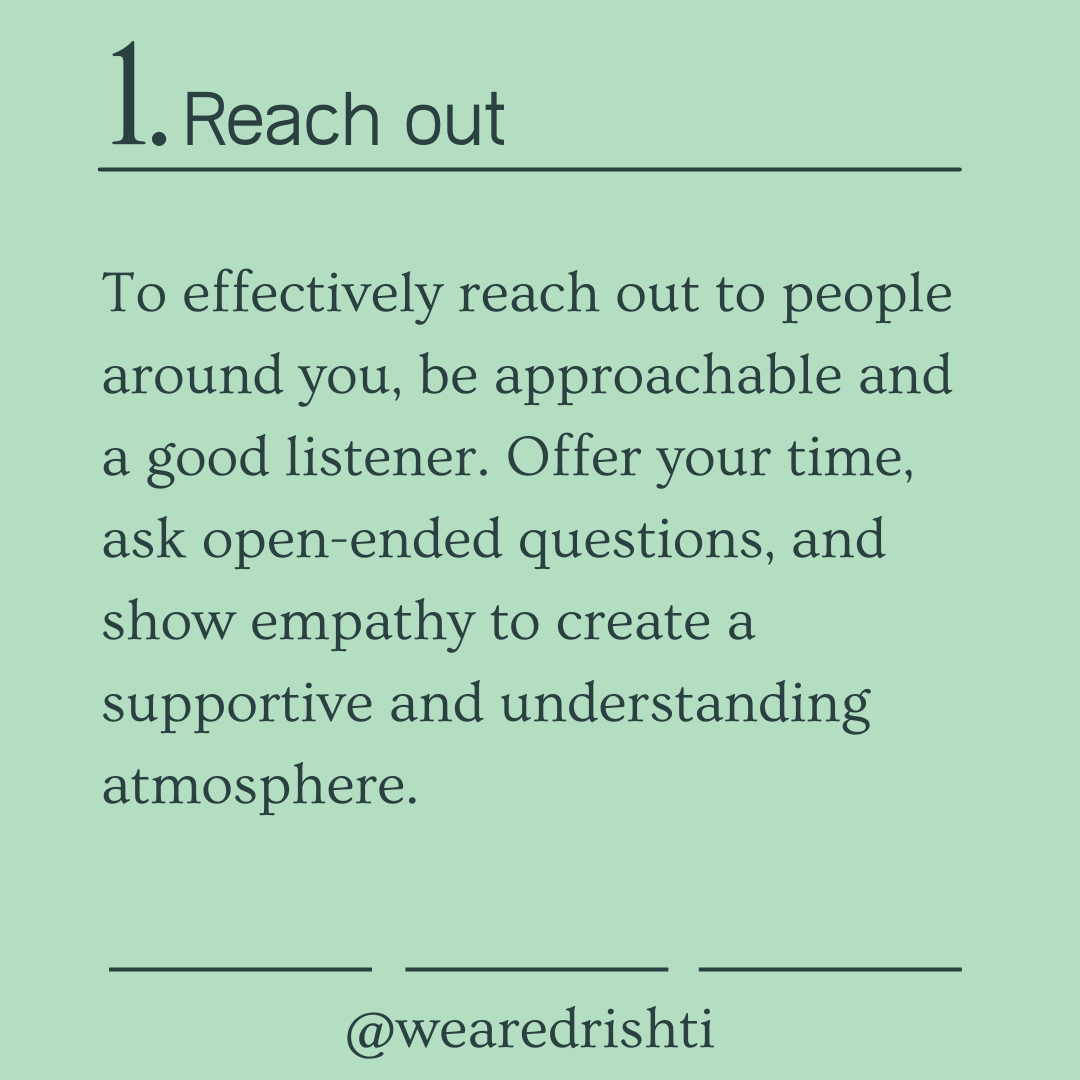 1. Reach out
To effectively reach out to people
around you, be approachable and
a good listener. Offer your time,
ask open-ended questions, and
show empathy to create a
supportive and understanding
atmosphere.
@wearedrishti